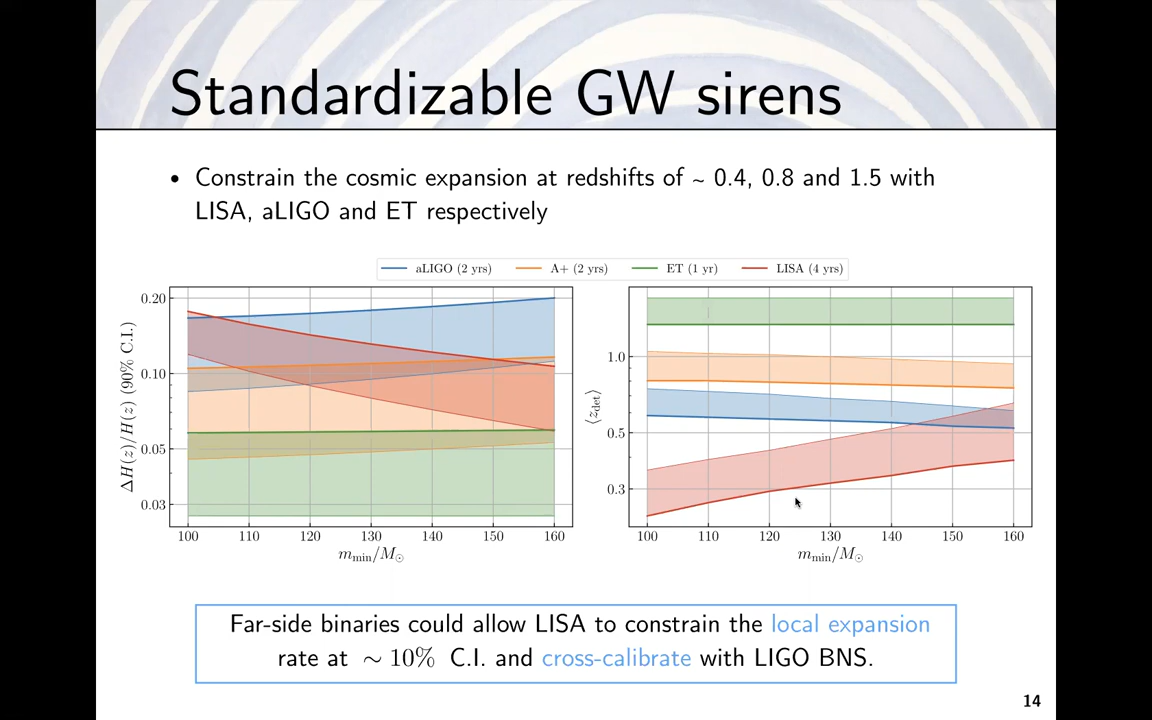 Standardizable GW sirens
• Constrain the cosmic expansion at redshifts of ~ 0.4, 0.8 and 1.5 with
LISA, aLIGO and ET respectively
aLIGO (2 yrs) A+ (2 yrs) ET (1 yr) LISA (4 yrs)
ΔH(z)/H(z) (90% C.I.)
0.20
0.10
0.05
0.03
100 110 120 130 140 150 160
m_min/M_⊙
⟨z_det⟩
1.0
0.5
0.3
100 110 120 130 140 150 160
m_min/M_⊙
Far-side binaries could allow LISA to constrain the local expansion
rate at ∼ 10% C.I. and cross-calibrate with LIGO BNS.
14